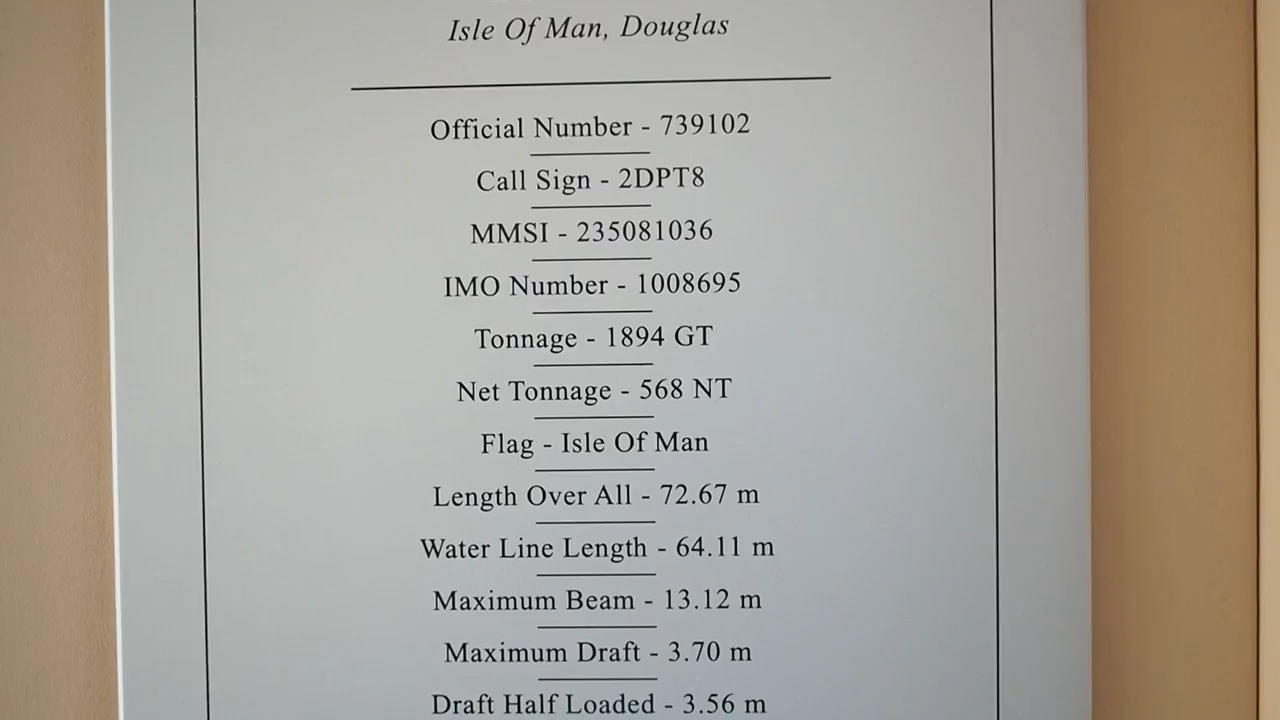 Isle Of Man, Douglas
Official Number - 739102
Call Sign - 2DPT8
MMSI - 235081036
IMO Number - 1008695
Tonnage - 1894 GT
Net Tonnage - 568 NT
Flag - Isle Of Man
Length Over All - 72.67 m
Water Line Length - 64.11 m
Maximum Beam - 13.12 m
Maximum Draft - 3.70 m
Draft Half Loaded - 3.56 m